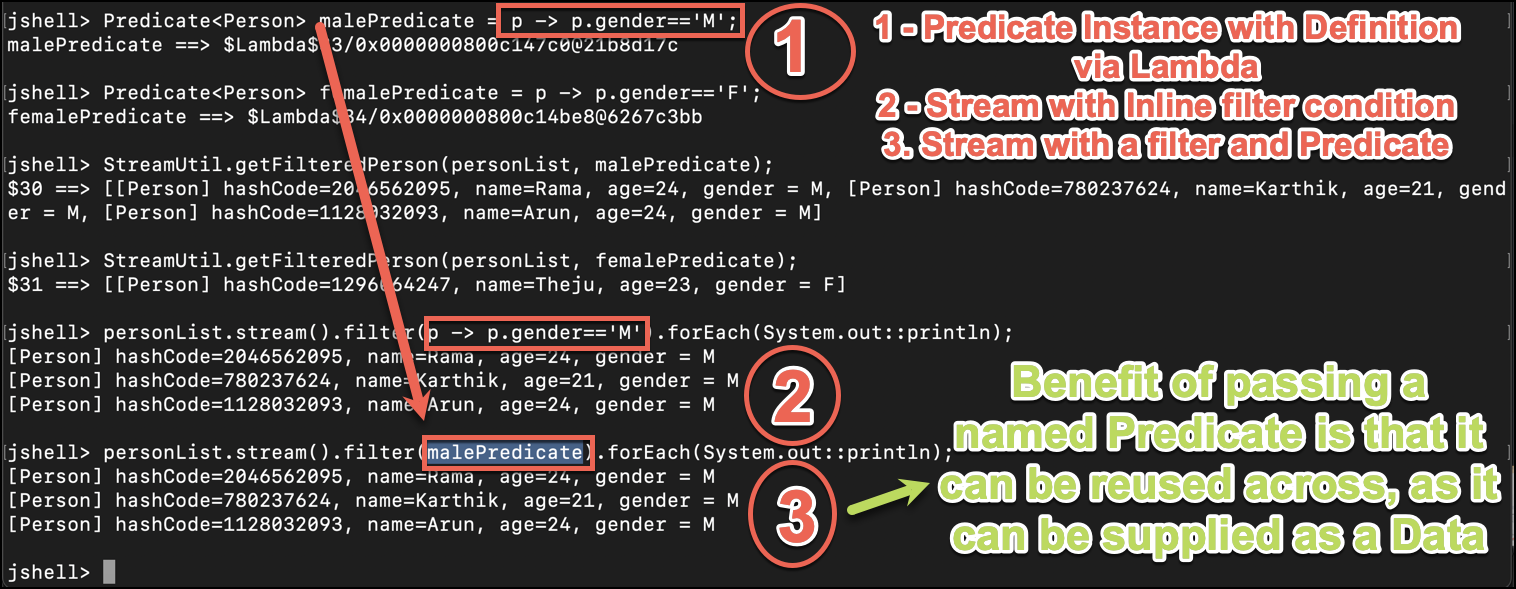 jshell> Predicate<Person> malePredicate = p -> p.gender=='M';
malePredicate ==> $Lambda$ 3/0x0000000800c147c0@21b8d17c
jshell> Predicate<Person> femalePredicate = p -> p.gender=='F';
femalePredicate ==> $Lambda$84/0x0000000800c14be8@6267c3bb
jshell> StreamUtil.getFilteredPerson(personList, malePredicate);
$30 ==> [[Person] hashCode=2046562095, name=Rama, age=24, gender = M, [Person] hashCode=780237624, name=Karthik, age=21, gend
er = M, [Person] hashCode=1128032093, name=Arun, age=24, gender = M]
jshell> StreamUtil.getFilteredPerson(personList, femalePredicate);
$31 ==> [[Person] hashCode=1296064247, name=Theju, age=23, gender = F]
jshell> personList.stream().filter(p -> p.gender=='M').forEach(System.out::println);
[Person] hashCode=2046562095, name=Rama, age=24, gender = M
[Person] hashCode=780237624, name=Karthik, age=21, gender = M
[Person] hashCode=1128032093, name=Arun, age=24, gender = M
jshell> personList.stream().filter(malePredicate).forEach(System.out::println);
[Person] hashCode=2046562095, name=Rama, age=24, gender = M
[Person] hashCode=780237624, name=Karthik, age=21, gender = M
[Person] hashCode=1128032093, name=Arun, age=24, gender = M
jshell>
1
1 - Predicate Instance with Definition
via Lambda
2 - Stream with Inline filter condition
3. Stream with a filter and Predicate
2
3
Benefit of passing a
named Predicate is that it
can be reused across, as it
can be supplied as a Data